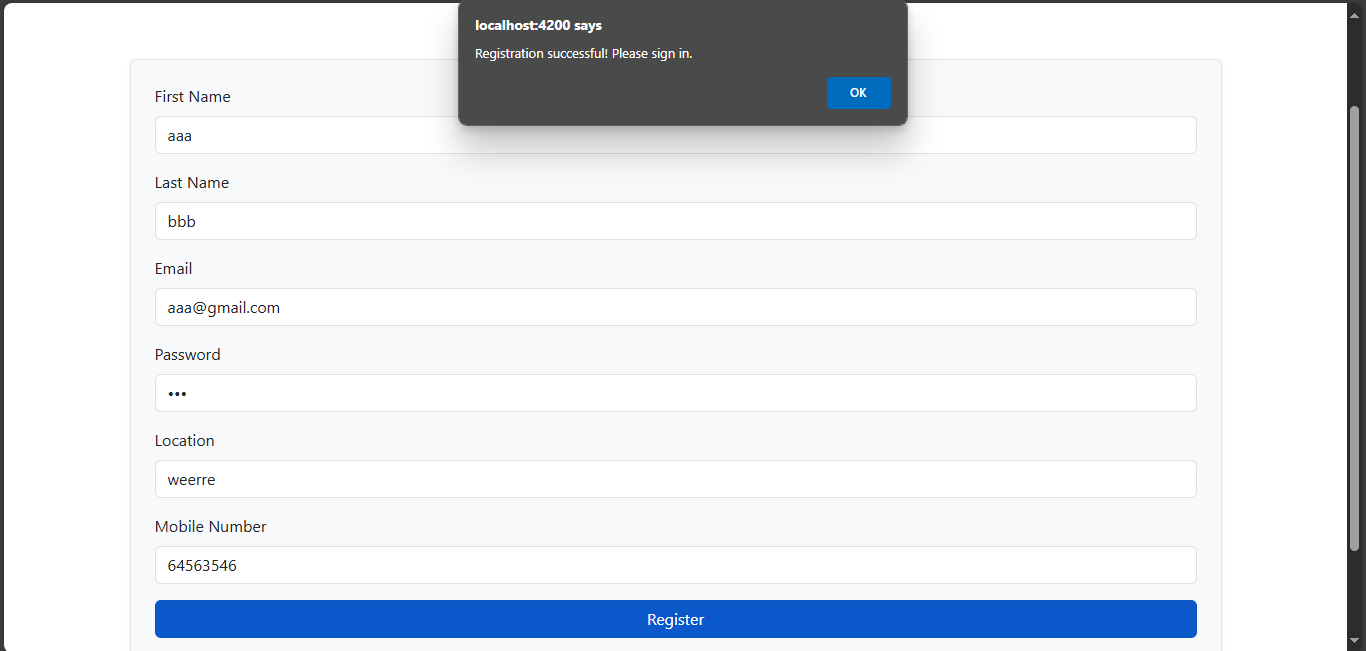 localhost:4200 says
Registration successful! Please sign in.
OK
First Name
aaa
Last Name
bbb
Email
aaa@gmail.com
Password
•••
Location
weerre
Mobile Number
64563546
Register